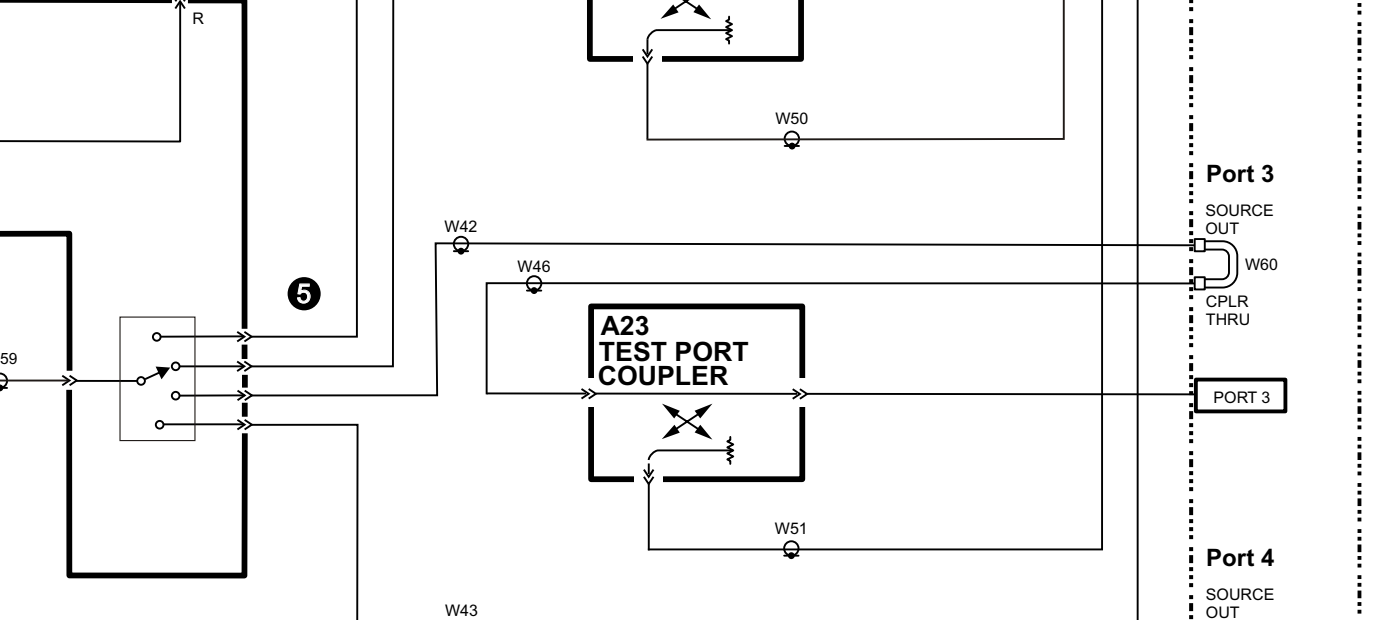 R
W50
Port 3
SOURCE
OUT
W42
W60
W46
5
CPLR
THRU
A23
TEST PORT
COUPLER
59
PORT 3
W51
Port 4
SOURCE
OUT
W43